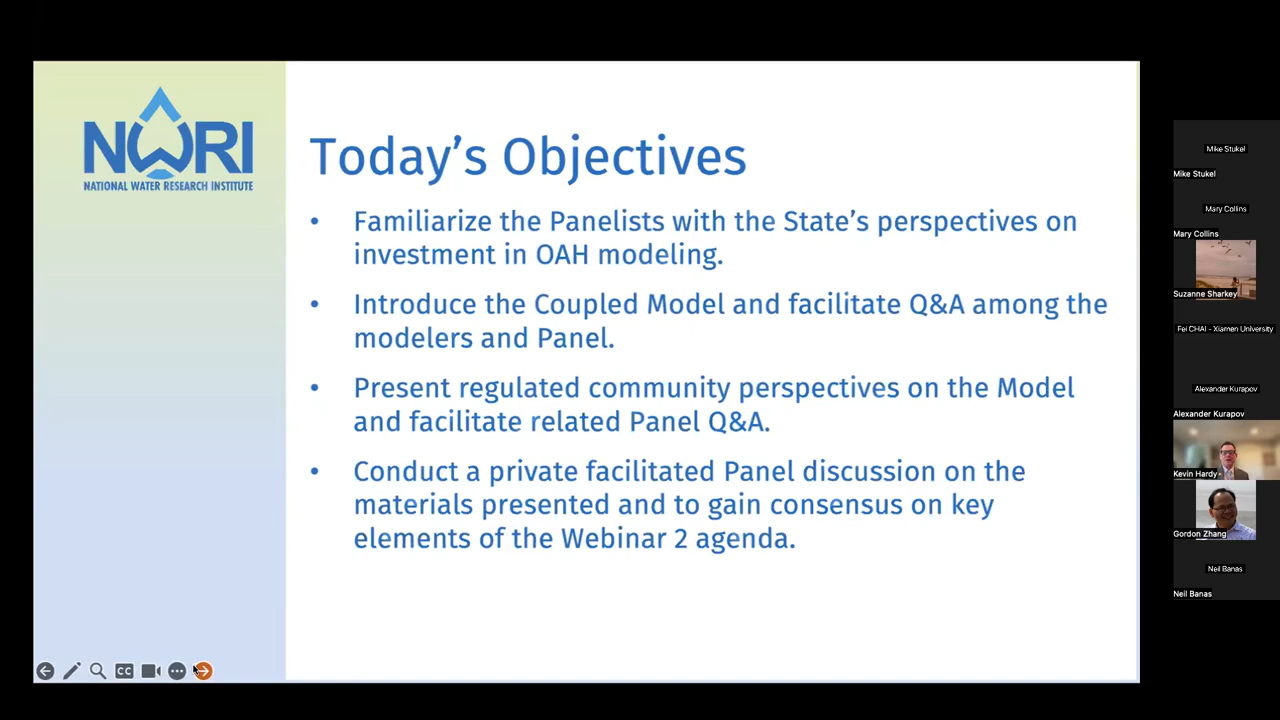 NWRI
NATIONAL WATER RESEARCH INSTITUTE
Today's Objectives
• Familiarize the Panelists with the State's perspectives on
investment in OAH modeling.
• Introduce the Coupled Model and facilitate Q&A among the
modelers and Panel.
• Present regulated community perspectives on the Model
and facilitate related Panel Q&A.
• Conduct a private facilitated Panel discussion on the
materials presented and to gain consensus on key
elements of the Webinar 2 agenda.
CC
Mike Stukel
Mike Stukel
Mary Collins
Mary Collins
Suzanne Sharkey
Fei CHAI - Xiamen University
Alexander Kurapov
Alexander Kurapov
Kevin Hardy
Gordon Zhang
Neil Banas
Neil Banas